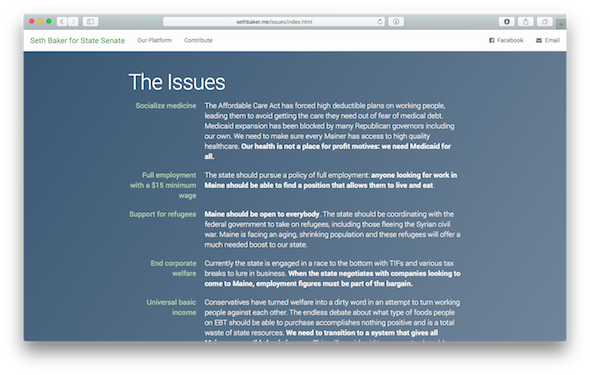 sethbaker.me/issues/index.html
Seth Baker for State Senate Our Platform Contribute Facebook Email
The Issues
Socialize medicine
The Affordable Care Act has forced high deductible plans on working people,
leading them to avoid getting the care they need out of fear of medical debt.
Medicaid expansion has been blocked by many Republican governors including
our own. We need to make sure every Mainer has access to high quality
healthcare. Our health is not a place for profit motives: we need Medicaid for
all.
Full employment
with a $15 minimum
wage
The state should pursue a policy of full employment: anyone looking for work in
Maine should be able to find a position that allows them to live and eat.
Support for refugees
Maine should be open to everybody. The state should be coordinating with the
federal government to take on refugees, including those fleeing the Syrian civil
war. Maine is facing an aging, shrinking population and these refugees will offer a
much needed boost to our state.
End corporate
welfare
Currently the state is engaged in a race to the bottom with TIFs and various tax
breaks to lure in business. When the state negotiates with companies looking to
come to Maine, employment figures must be part of the bargain.
Universal basic
income
Conservatives have turned welfare into a dirty word in an attempt to turn working
people against each other. The endless debate about what type of foods people
on EBT should be able to purchase accomplishes nothing positive and is a total
waste of state resources. We need to transition to a system that gives all